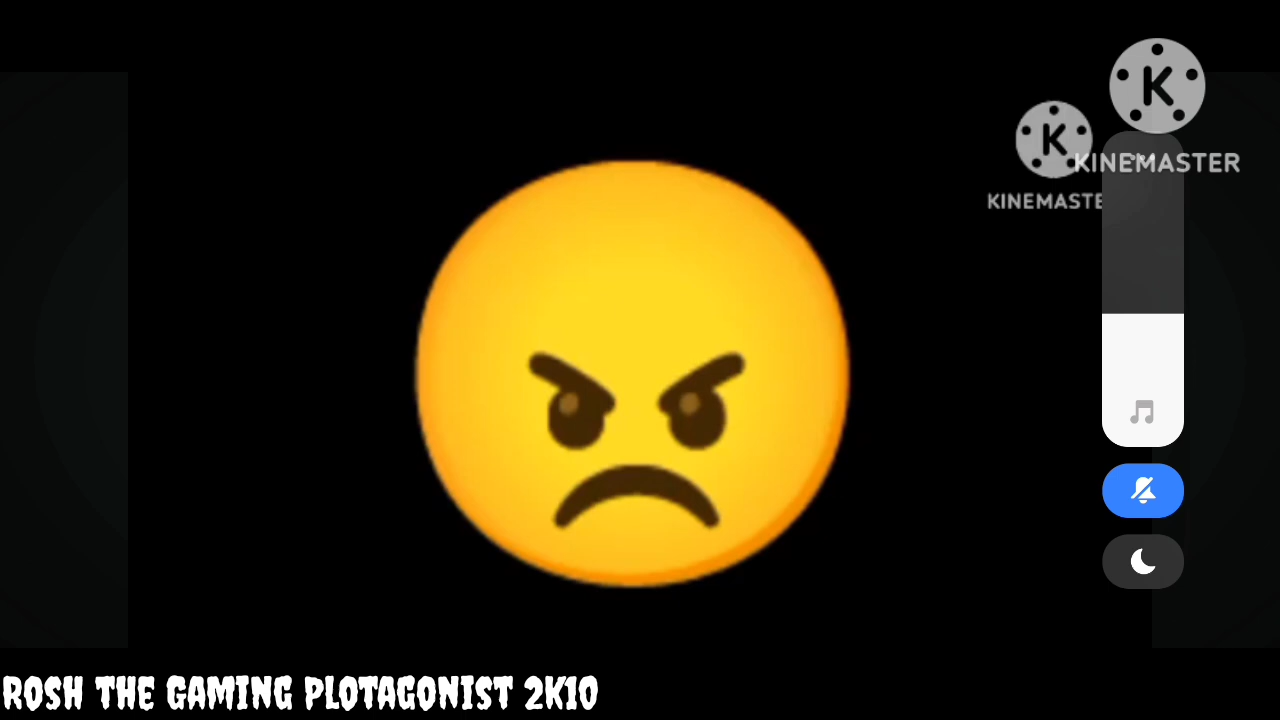 K
KINEMASTER
K
KINEMASTE
ROSH THE GAMING PLOTAGONIST 2K10